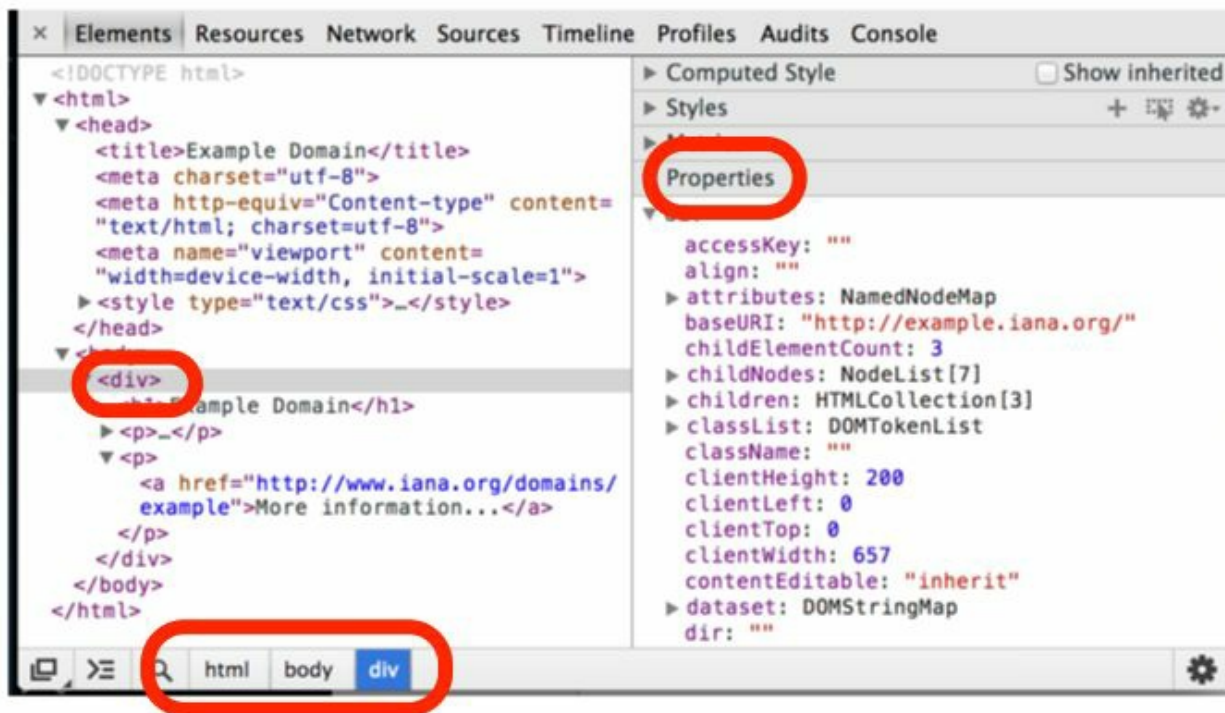 × Elements Resources Network Sources Timeline Profiles Audits Console
<!DOCTYPE html>
▼<html>
▼<head>
<title>Example Domain</title>
<meta charset="utf-8">
<meta http-equiv="Content-type" content=
"text/html; charset=utf-8">
<meta name="viewport" content=
"width=device-width, initial-scale=1">
▶<style type="text/css">…</style>
</head>
<div>
Example Domain</h1>
▶<p>…</p>
▼<p>
<a href="http://www.iana.org/domains/
example">More information...</a>
</p>
</div>
</body>
</html>
html body div
▶ Computed Style Show inherited
▶ Styles
Properties
accessKey: ""
align: ""
▶ attributes: NamedNodeMap
baseURI: "http://example.iana.org/"
childElementCount: 3
▶ childNodes: NodeList[7]
▶ children: HTMLCollection[3]
▶ classList: DOMTokenList
className: ""
clientHeight: 200
clientLeft: 0
clientTop: 0
clientWidth: 657
contentEditable: "inherit"
▶ dataset: DOMStringMap
dir: ""